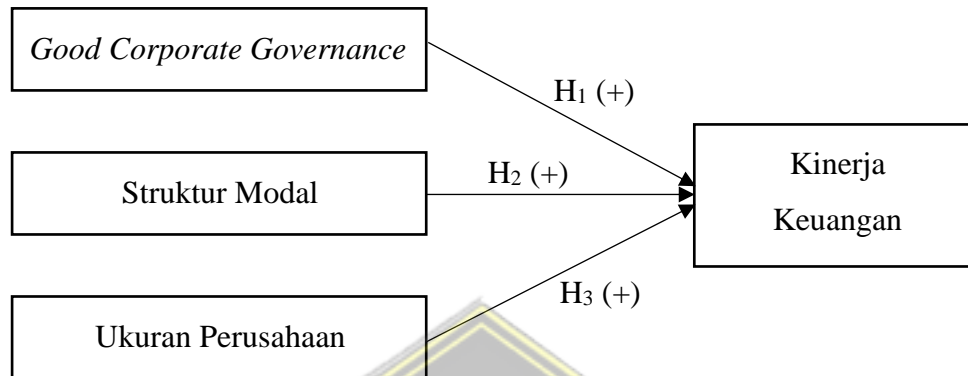 Good Corporate Governance
H1 (+)
Struktur Modal
H2 (+)
Kinerja
Keuangan
H3 (+)
Ukuran Perusahaan